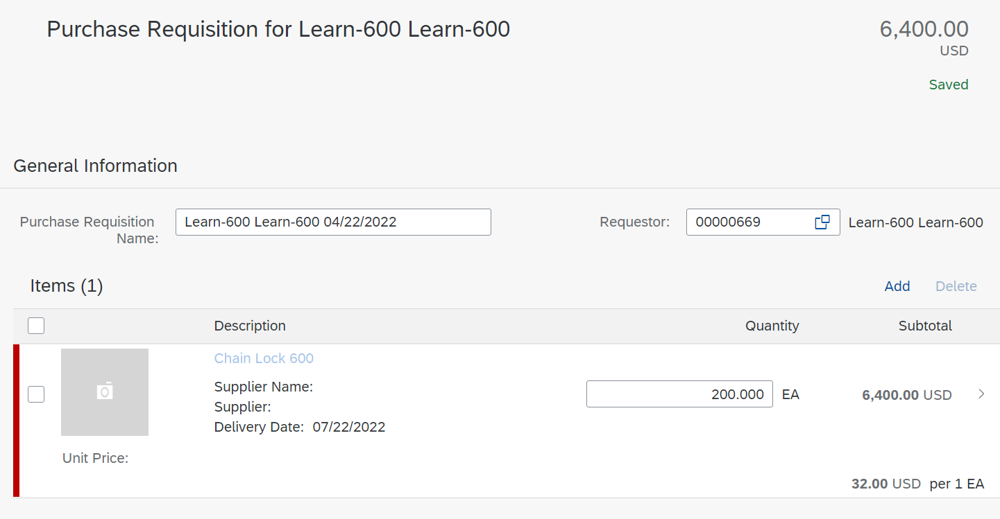 Purchase Requisition for Learn-600 Learn-600
6,400.00
USD
Saved
General Information
Purchase Requisition
Name:
Learn-600 Learn-600 04/22/2022
Requestor:
00000669
Learn-600 Learn-600
Items (1)
Add
Delete
Description
Quantity
Subtotal
Chain Lock 600
Supplier Name:
Supplier:
Delivery Date: 07/22/2022
200.000
EA
6,400.00 USD
Unit Price:
32.00 USD per 1 EA